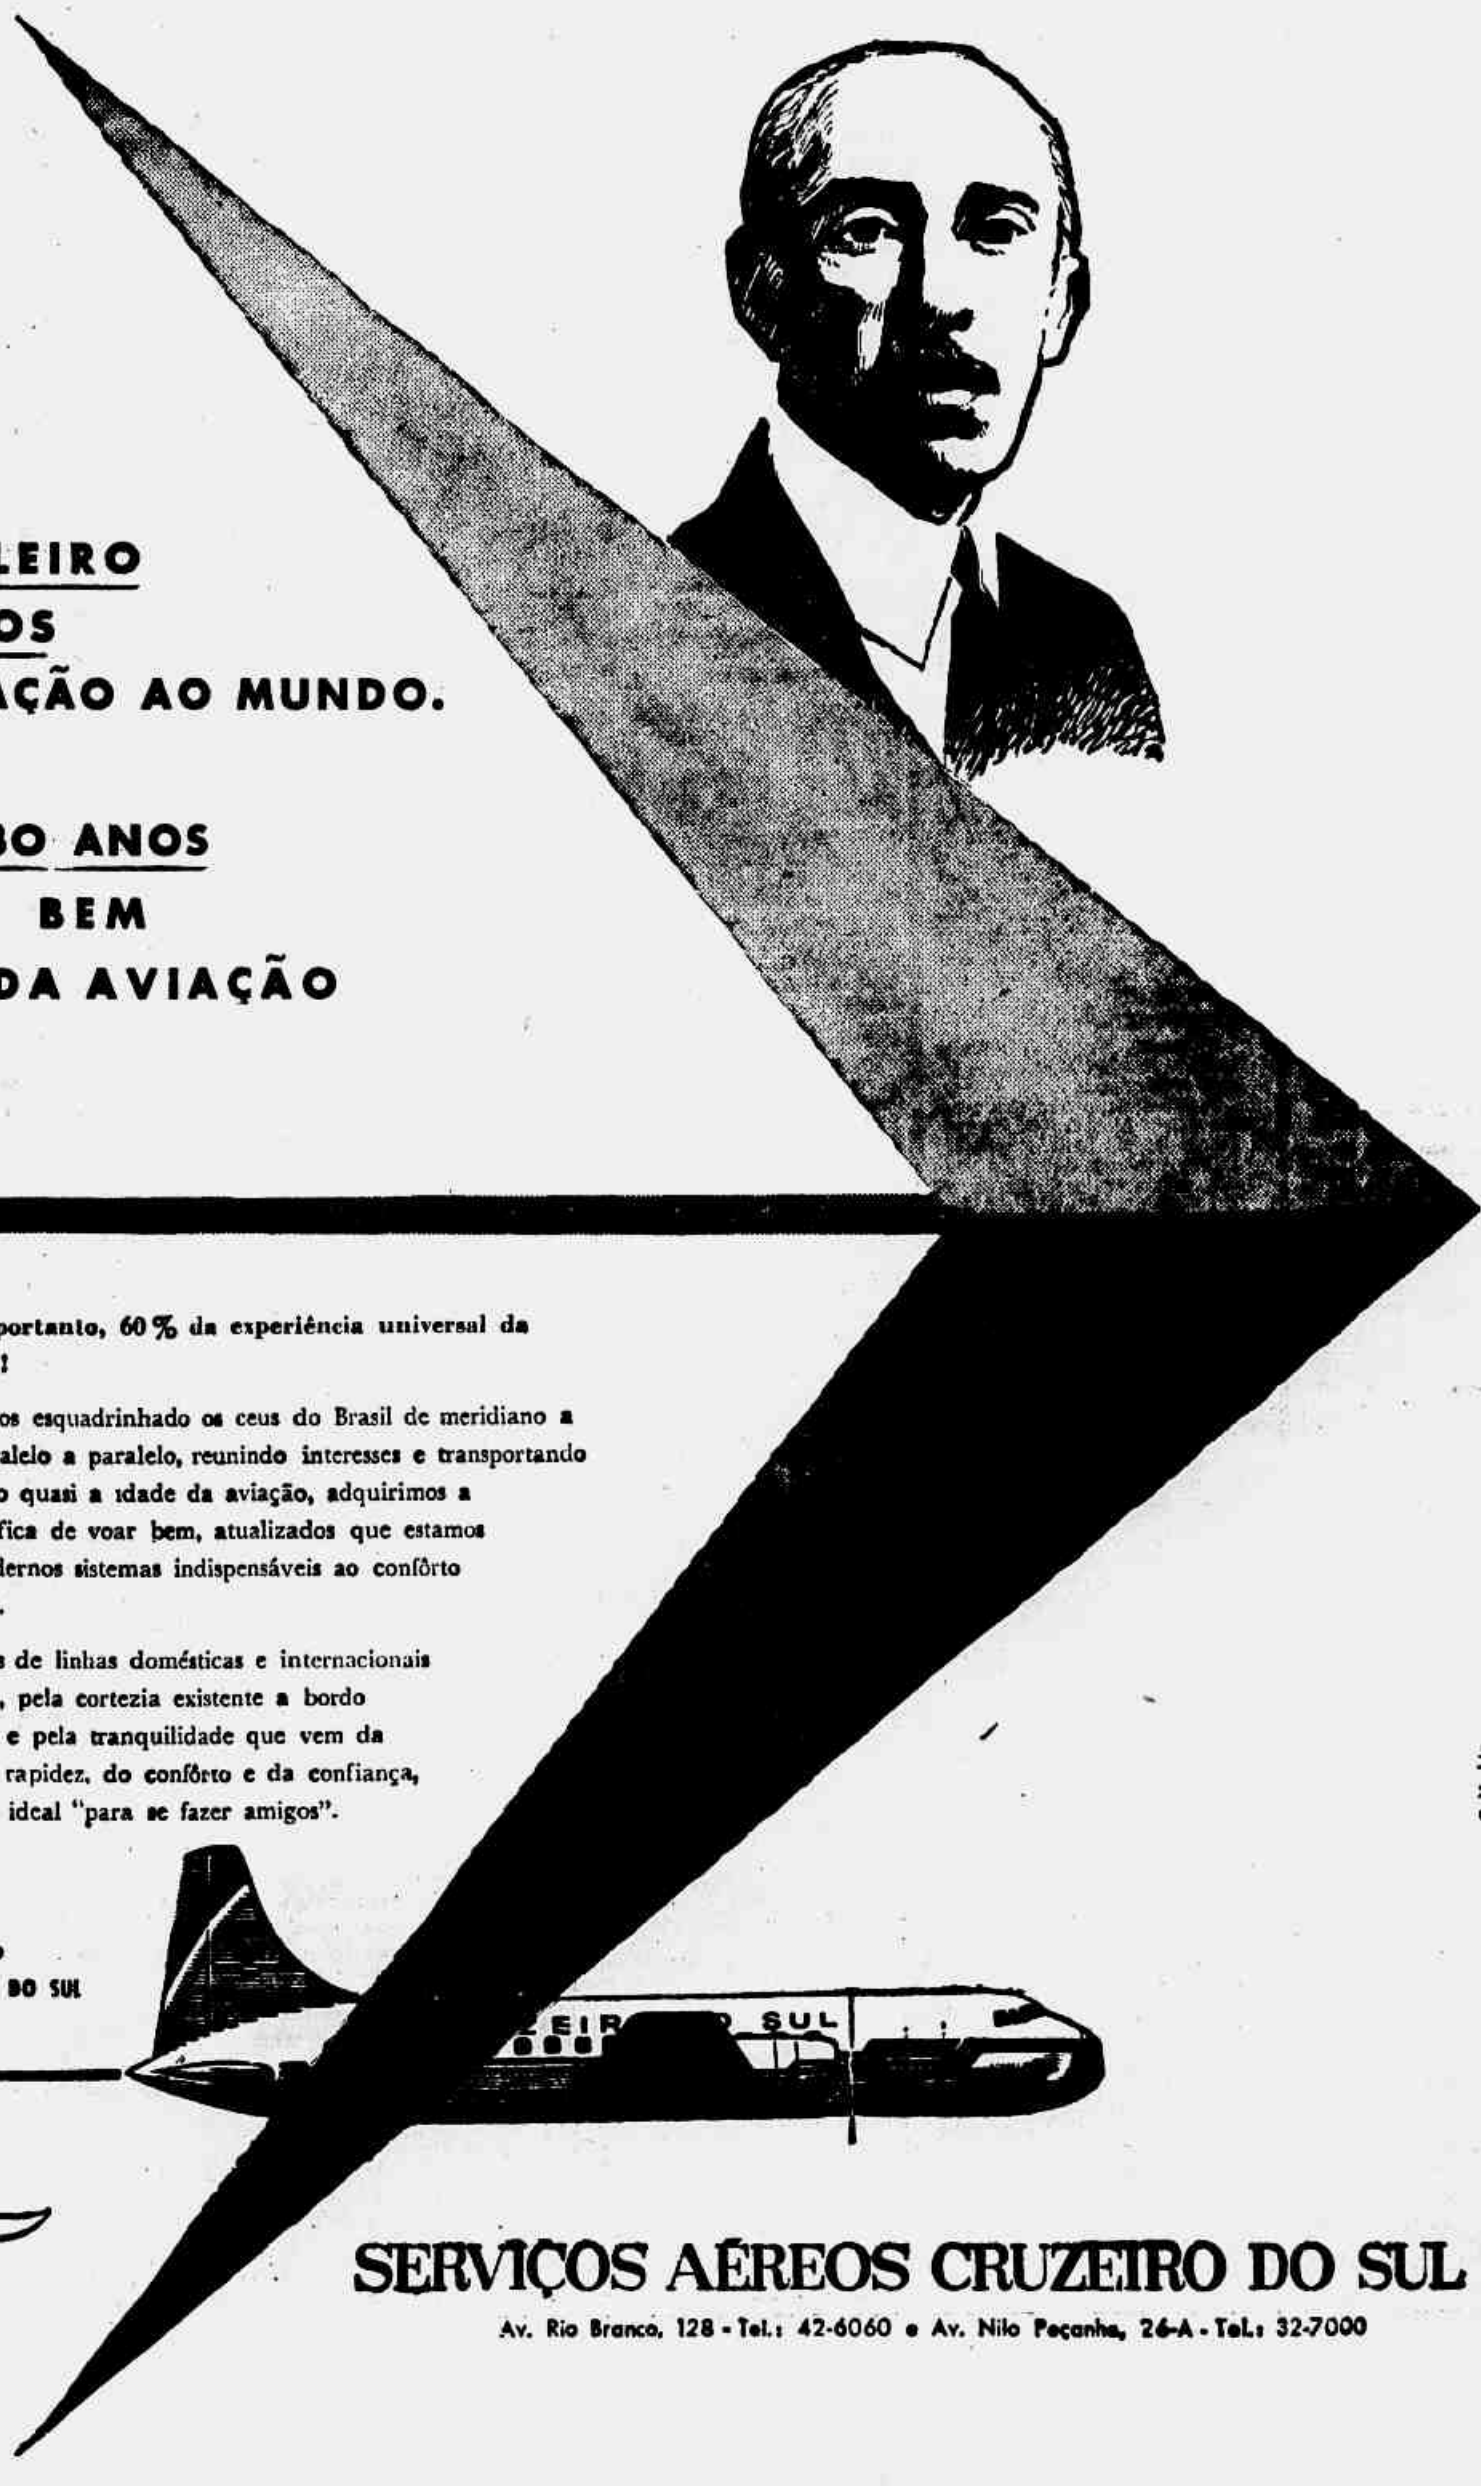 LEIRO
OS
AÇÃO AO MUNDO.
30 ANOS
BEM
DA AVIAÇÃO
portanto, 60% da experiência universal da
!
os esquadrinhado os ceus do Brasil de meridiano a
alelo a paralelo, reunindo interesses e transportando
o quasi a idade da aviação, adquirimos a
fica de voar bem, atualizados que estamos
dernos sistemas indispensáveis ao confôrto
.
s de linhas domésticas e internacionais
, pela cortezia existente a bordo
e pela tranquilidade que vem da
rapidez, do confôrto e da confiança,
ideal “para se fazer amigos”.
DO SUL
ZEIR O SUL
SERVIÇOS AÉREOS CRUZEIRO DO SUL
Av. Rio Branco, 128 - Tel.: 42-6060 • Av. Nilo Peçanha, 26-A - Tel.: 32-7000